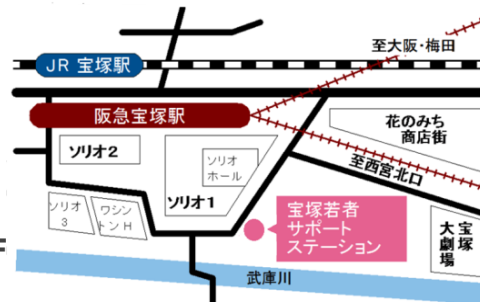 至大阪・梅田
JR 宝塚駅
阪急宝塚駅
花のみち
商店街
ソリオ2
ソリオ
ホール
至西宮北口
ソリオ1
ソリオ
3
ワシン
トンH
宝塚若者
サポート
ステーション
宝塚
大劇場
武庫川